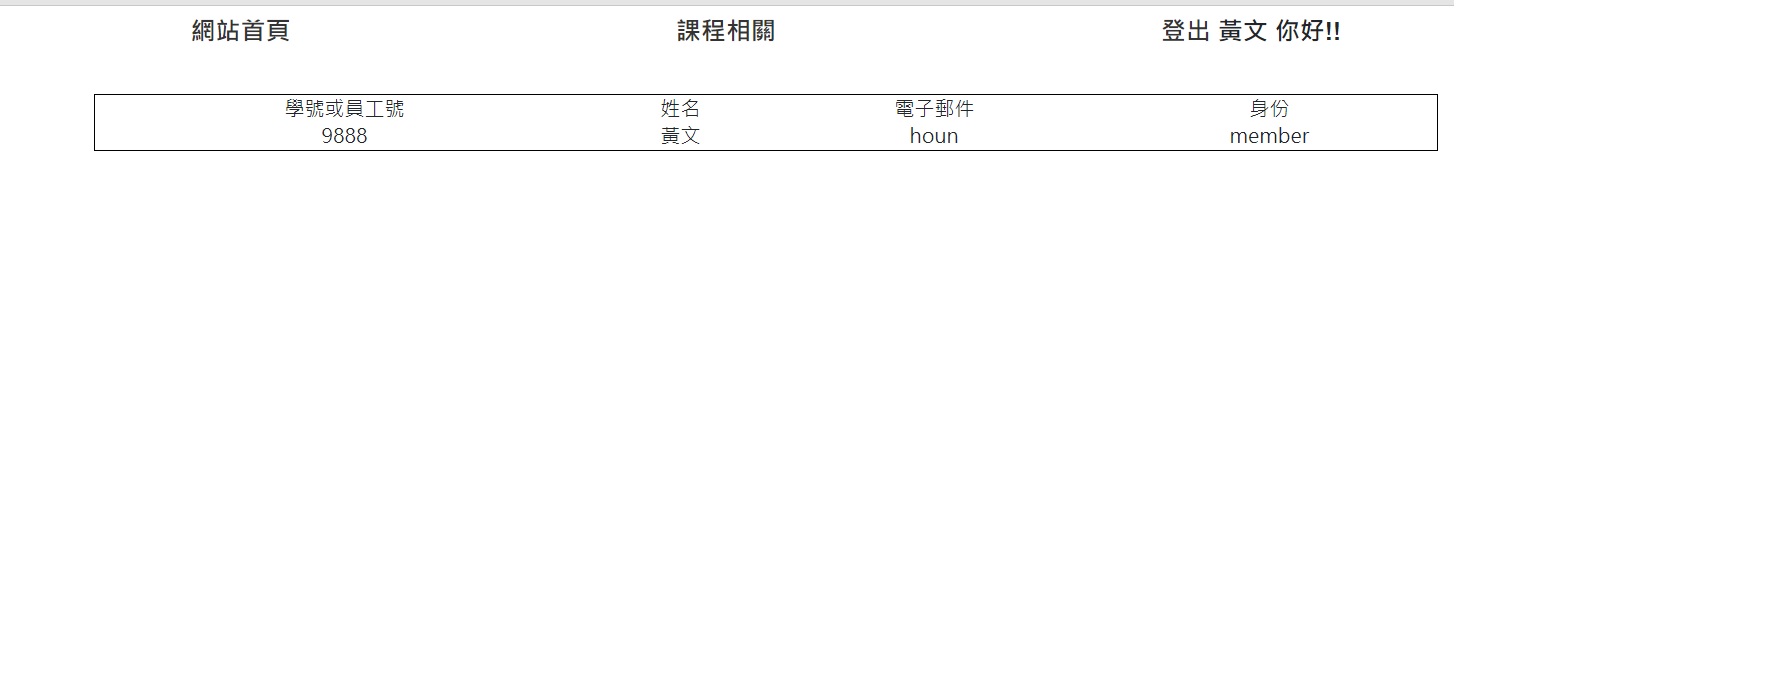 網站首頁 課程相關 登出 黃文 你好!!
學號或員工號 姓名 電子郵件 身份
9888 黃文 houn member